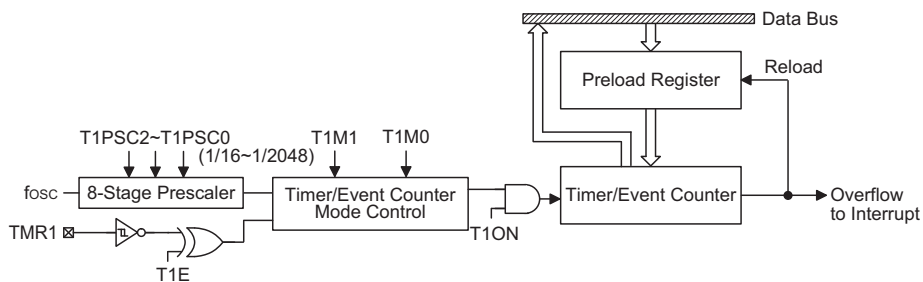 Data Bus
Preload Register
Reload
T1PSC2~T1PSC0
(1/16~1/2048)
T1M1
T1M0
fosc
8-Stage Prescaler
Timer/Event Counter
Mode Control
Timer/Event Counter
Overflow
to Interrupt
TMR1
T1ON
T1E